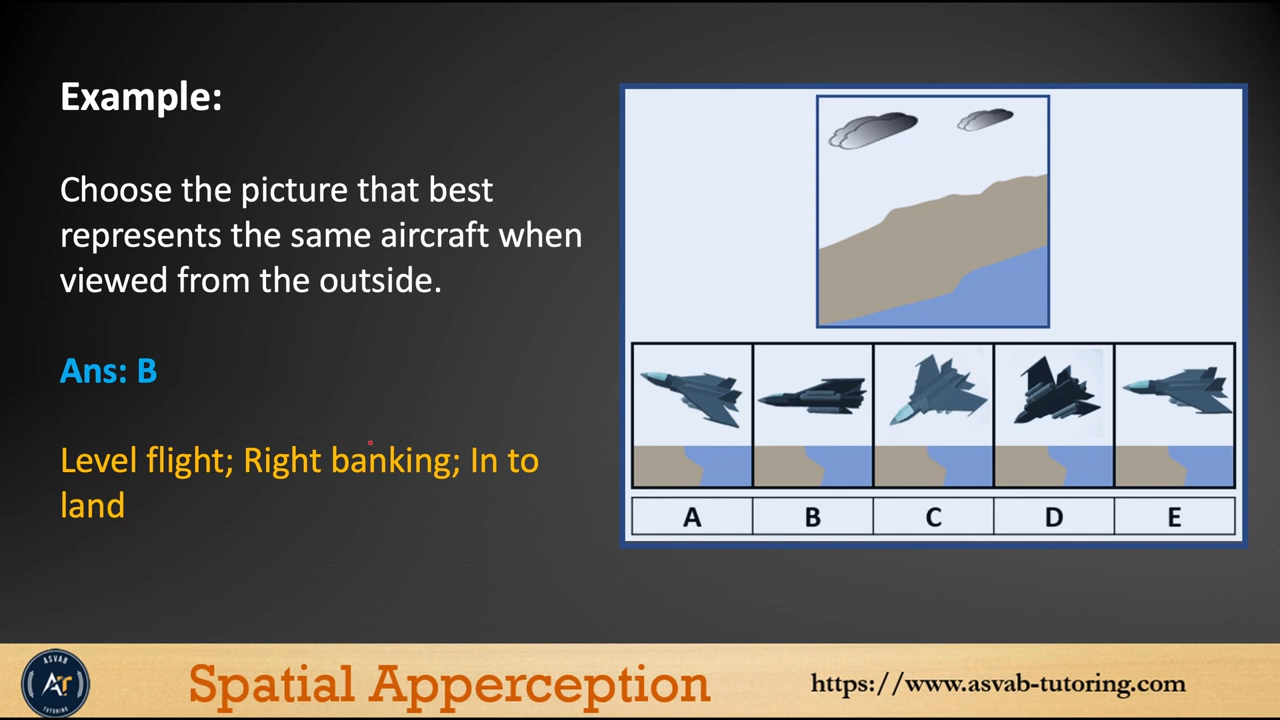 Example:
Choose the picture that best
represents the same aircraft when
viewed from the outside.
Ans: B
Level flight; Right banking; In to
land
A B C D E
ASVAB
AT
TUTORING
Spatial Apperception
https://www.asvab-tutoring.com